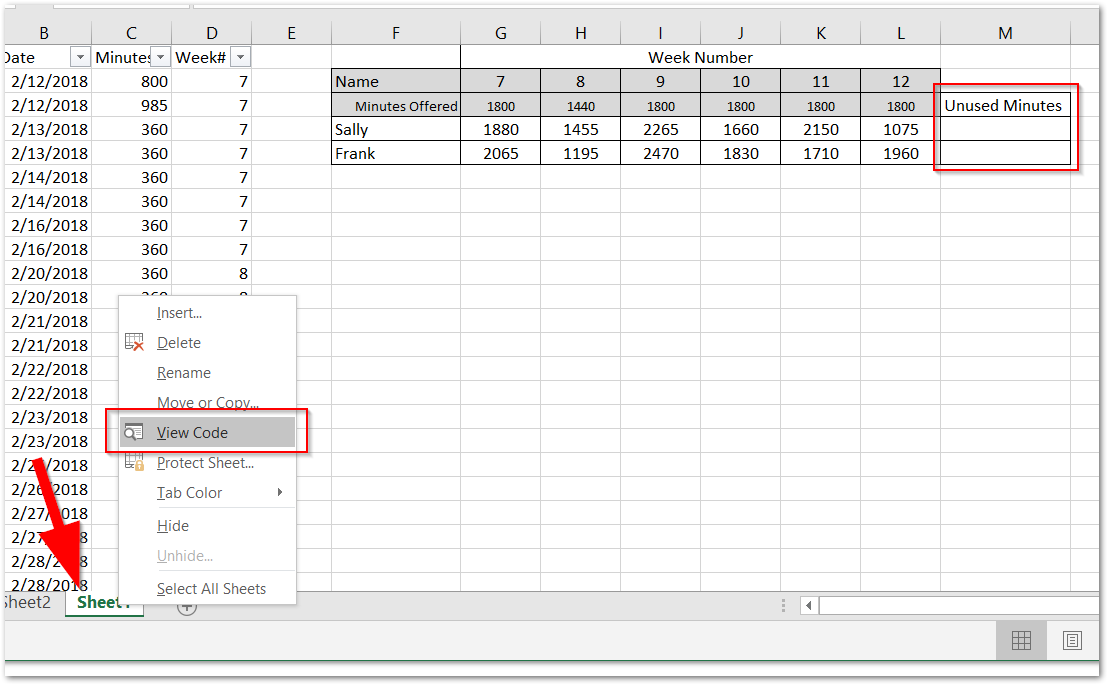 B C D E F G H I J K L M
Date Minutes Week# Week Number
2/12/2018 800 7 Name 7 8 9 10 11 12
2/12/2018 985 7 Minutes Offered 1800 1440 1800 1800 1800 1800 Unused Minutes
2/13/2018 360 7 Sally 1880 1455 2265 1660 2150 1075
2/13/2018 360 7 Frank 2065 1195 2470 1830 1710 1960
2/14/2018 360 7
2/14/2018 360 7
2/16/2018 360 7
2/16/2018 360 7
2/20/2018 360 8
2/20/2018 360 8
2/21/2018
2/21/2018
2/22/2018
2/22/2018
2/23/2018
2/23/2018
2/26/2018
2/27/2018
2/27/2018
2/28/2018
2/28/2018
Insert...
Delete
Rename
Move or Copy...
View Code
Protect Sheet...
Tab Color
Hide
Unhide...
Select All Sheets
Sheet2 Sheet1